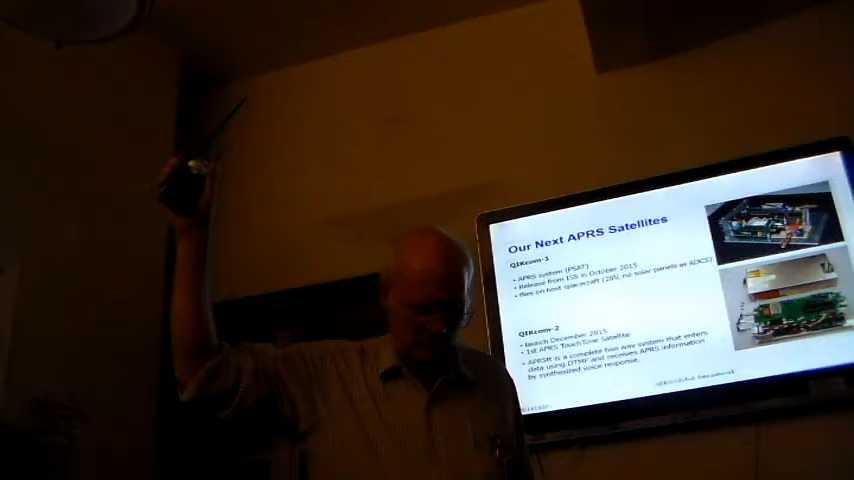 Our Next APRS Satellites
QIKcom-1
• APRS system (PSAT)
• Release from ISS in October 2015
• flies on host spacecraft (28V, no solar panels or ADCS)
QIKcom-2
• launch December 2015
• 1st APRS TouchTone Satellite
• APRStt is a complete two way system that enters
data using DTMF and receives APRS information
by synthesized voice response.